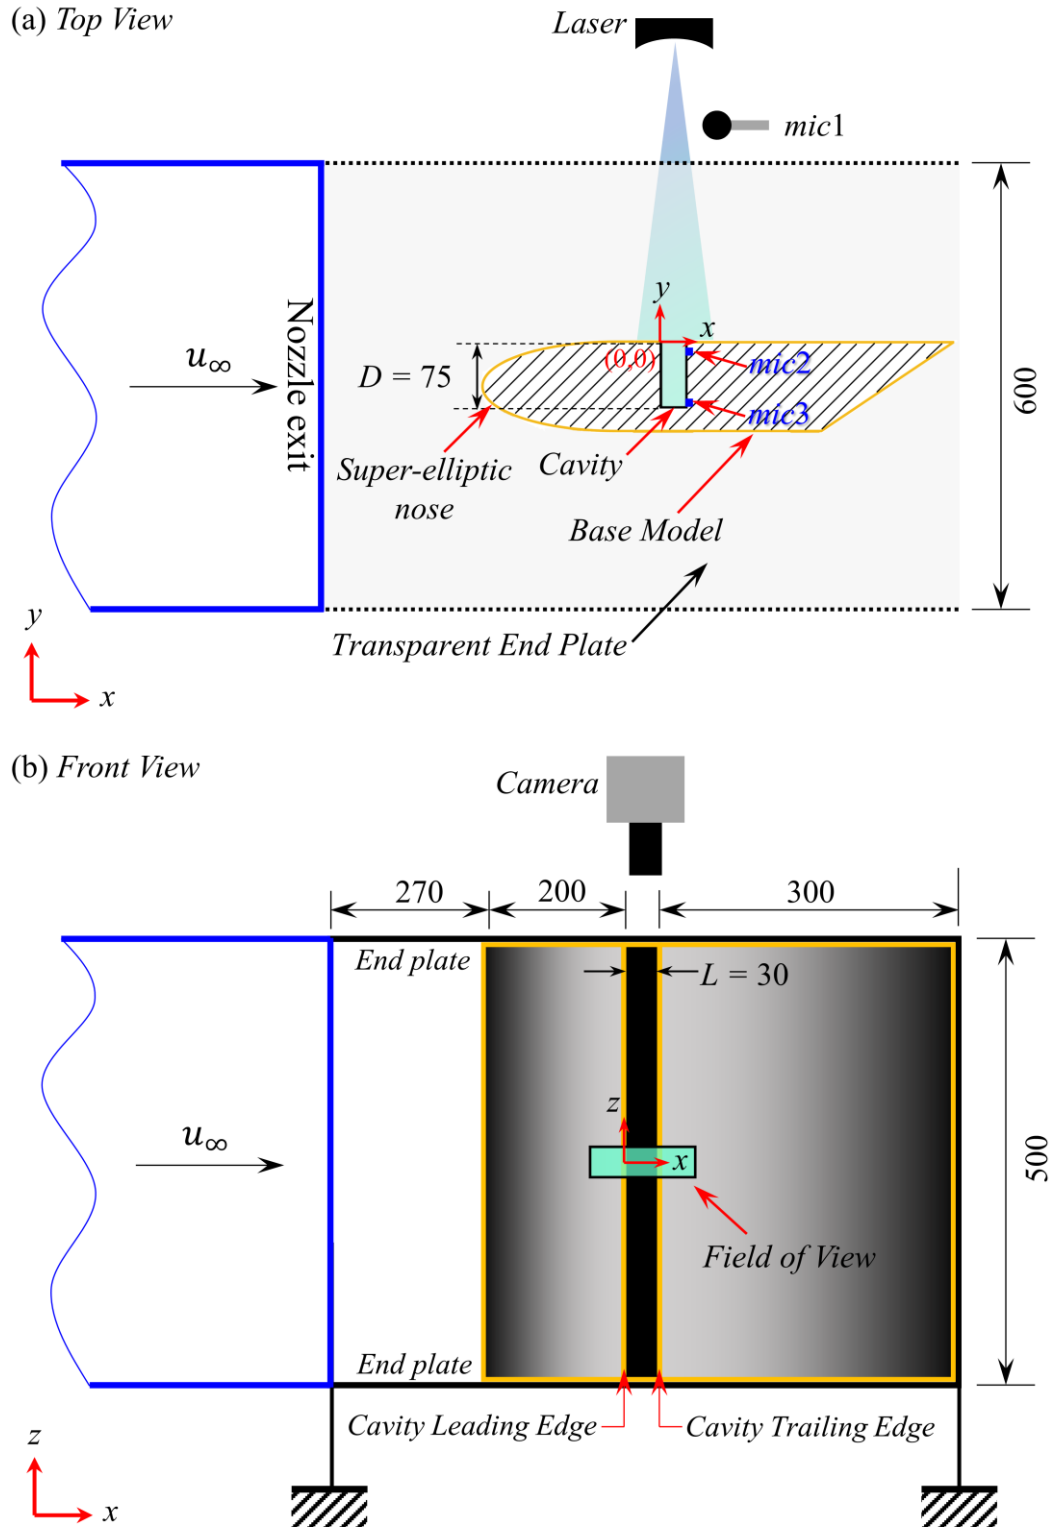 (a) Top View
Laser
mic1
Nozzle exit
u∞
y
x
(0,0)
D = 75
mic2
mic3
600
Super-elliptic
nose
Cavity
Base Model
Transparent End Plate
y
x
(b) Front View
Camera
270
200
300
End plate
L = 30
z
x
u∞
500
Field of View
End plate
Cavity Leading Edge
Cavity Trailing Edge
z
x